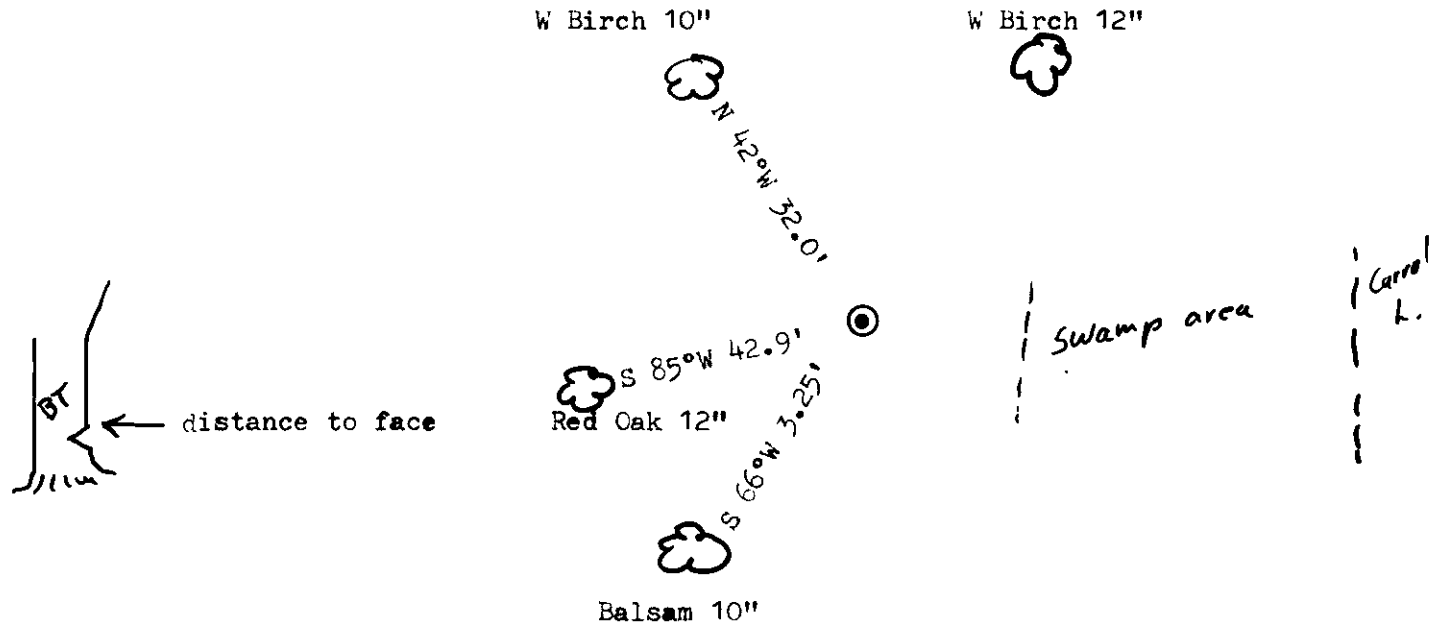 W Birch 10"
W Birch 12"
N 42°W 32.0'
Swamp area
L.
S 85°W 42.9'
BT
distance to face
Red Oak 12"
S 66°W 3.25'
Balsam 10"